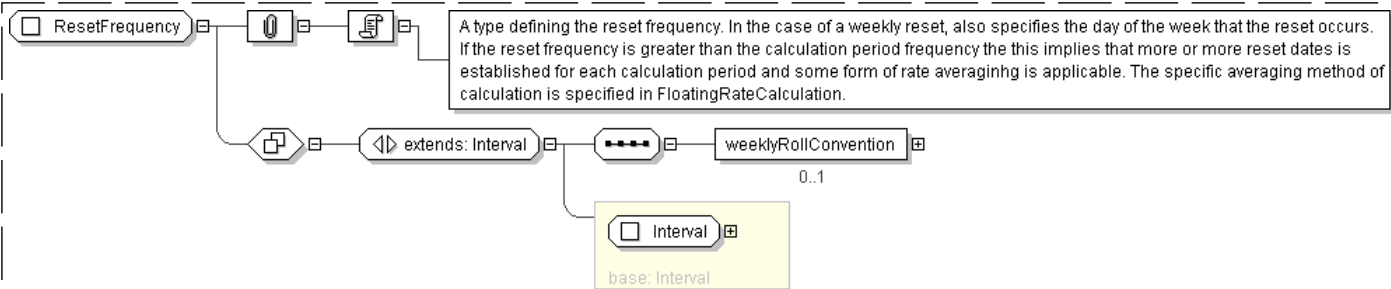 ResetFrequency
A type defining the reset frequency. In the case of a weekly reset, also specifies the day of the week that the reset occurs.
If the reset frequency is greater than the calculation period frequency the this implies that more or more reset dates is
established for each calculation period and some form of rate averaginhg is applicable. The specific averaging method of
calculation is specified in FloatingRateCalculation.
extends: Interval
weeklyRollConvention
0..1
Interval
base: Interval